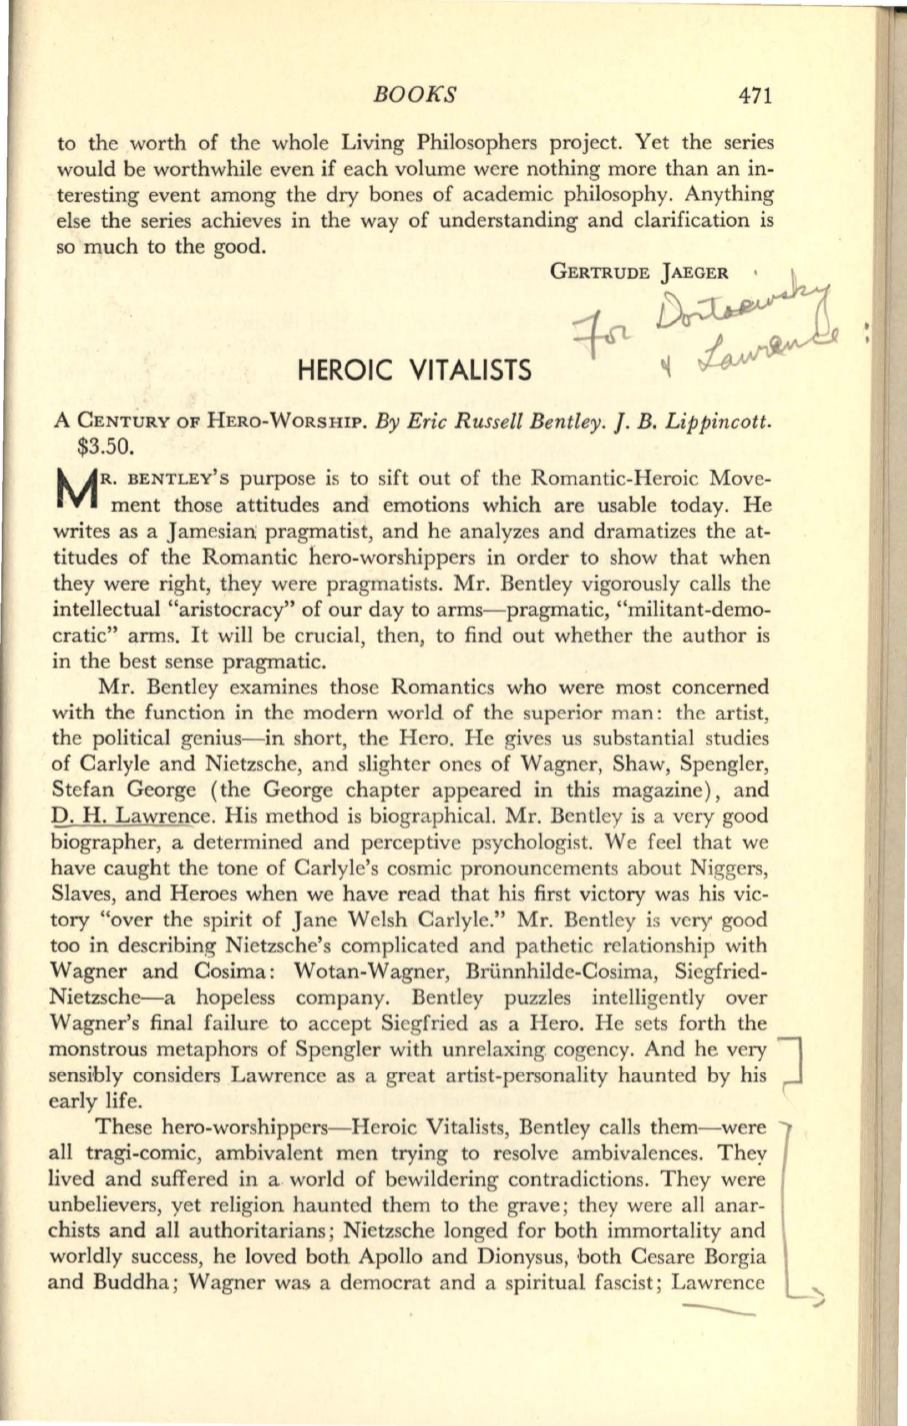 BOOKS 471
to the worth of the whole Living Philosophers project. Yet the series
would be worthwhile even if each volume were nothing more than an in-
teresting event among the dry bones of academic philosophy. Anything
else the series achieves in the way of understanding and clarification is
so much to the good.
GERTRUDE JAEGER
For Dostoewsky
& Lawrence :
HEROIC VITALISTS
A CENTURY OF HERO-WORSHIP. By Eric Russell Bentley. J. B. Lippincott.
$3.50.
MR. BENTLEY'S purpose is to sift out of the Romantic-Heroic Move-
ment those attitudes and emotions which are usable today. He
writes as a Jamesian pragmatist, and he analyzes and dramatizes the at-
titudes of the Romantic hero-worshippers in order to show that when
they were right, they were pragmatists. Mr. Bentley vigorously calls the
intellectual “aristocracy” of our day to arms—pragmatic, “militant-demo-
cratic” arms. It will be crucial, then, to find out whether the author is
in the best sense pragmatic.
Mr. Bentley examines those Romantics who were most concerned
with the function in the modern world of the superior man: the artist,
the political genius—in short, the Hero. He gives us substantial studies
of Carlyle and Nietzsche, and slighter ones of Wagner, Shaw, Spengler,
Stefan George (the George chapter appeared in this magazine), and
D. H. Lawrence. His method is biographical. Mr. Bentley is a very good
biographer, a determined and perceptive psychologist. We feel that we
have caught the tone of Carlyle's cosmic pronouncements about Niggers,
Slaves, and Heroes when we have read that his first victory was his vic-
tory “over the spirit of Jane Welsh Carlyle.” Mr. Bentley is very good
too in describing Nietzsche's complicated and pathetic relationship with
Wagner and Cosima: Wotan-Wagner, Brünnhilde-Cosima, Siegfried-
Nietzsche—a hopeless company. Bentley puzzles intelligently over
Wagner's final failure to accept Siegfried as a Hero. He sets forth the
monstrous metaphors of Spengler with unrelaxing cogency. And he very
sensibly considers Lawrence as a great artist-personality haunted by his
early life.
These hero-worshippers—Heroic Vitalists, Bentley calls them—were
all tragi-comic, ambivalent men trying to resolve ambivalences. They
lived and suffered in a world of bewildering contradictions. They were
unbelievers, yet religion haunted them to the grave; they were all anar-
chists and all authoritarians; Nietzsche longed for both immortality and
worldly success, he loved both Apollo and Dionysus, both Cesare Borgia
and Buddha; Wagner was a democrat and a spiritual fascist; Lawrence